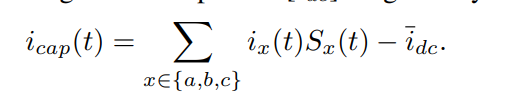 i_{cap}(t) = \sum_{x \in \{a,b,c\}} i_x(t) S_x(t) - \bar{i}_{dc}.